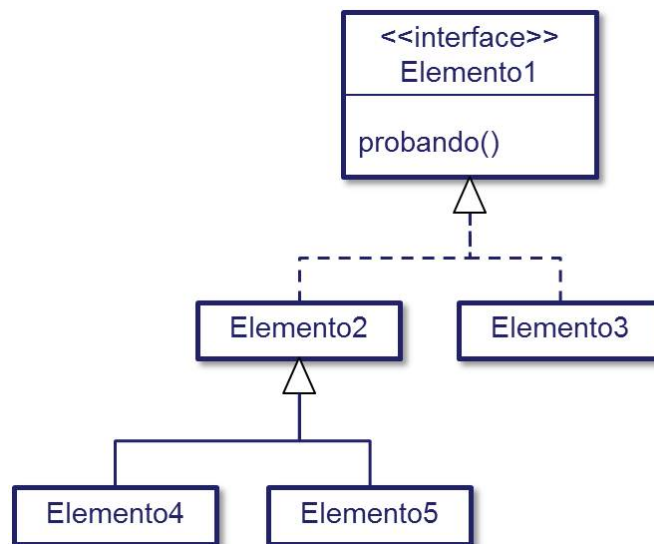 <<interface>>
Elemento1
probando()
Elemento2
Elemento3
Elemento4
Elemento5